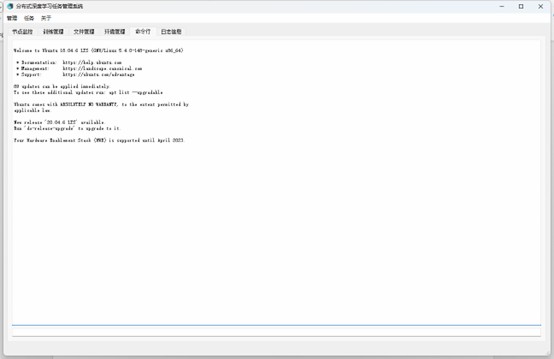 分布式深度学习任务管理系统
管理 任务 关于
节点监控 训练管理 文件管理 环境管理 命令行 日志信息
Welcome to Ubuntu 18.04.6 LTS (GNU/Linux 5.4.0-148-generic x86_64)
* Documentation: https://help.ubuntu.com
* Management: https://landscape.canonical.com
* Support: https://ubuntu.com/advantage
updates can be applied immediately.
To see these additional updates run: apt list --upgradable
Ubuntu comes with ABSOLUTELY NO WARRANTY, to the extent permitted by
applicable law.
New release '20.04.6 LTS' available.
Run 'do-release-upgrade' to upgrade to it.
Your Hardware Enablement Stack (HWE) is supported until April 2023.